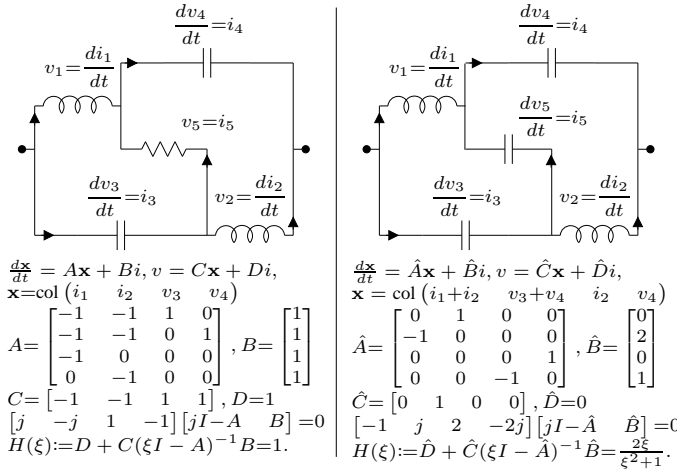 dv₄/dt=i₄
v₁=di₁/dt
v₅=i₅
dv₃/dt=i₃
v₂=di₂/dt
dx/dt = Ax + Bi, v = Cx + Di,
x=col (i₁ i₂ v₃ v₄)
A= [−1 −1 1 0; −1 −1 0 1; −1 0 0 0; 0 −1 0 0], B= [1; 1; 1; 1]
C= [−1 −1 1 1], D=1
[j −j 1 −1] [jI−A B] =0
H(ξ):=D + C(ξI − A)⁻¹B=1.
dv₄/dt=i₄
v₁=di₁/dt
dv₅/dt=i₅
dv₃/dt=i₃
v₂=di₂/dt
dx/dt = Âx + B̂i, v = Ĉx + D̂i,
x = col (i₁+i₂ v₃+v₄ i₂ v₄)
Â= [0 1 0 0; −1 0 0 0; 0 0 0 1; 0 0 −1 0], B̂= [0; 2; 0; 1]
Ĉ= [0 1 0 0], D̂=0
[−1 j 2 −2j] [jI−Â B̂] =0
H(ξ):=D̂ + Ĉ(ξI − Â)⁻¹B̂= 2ξ/ξ²+1.